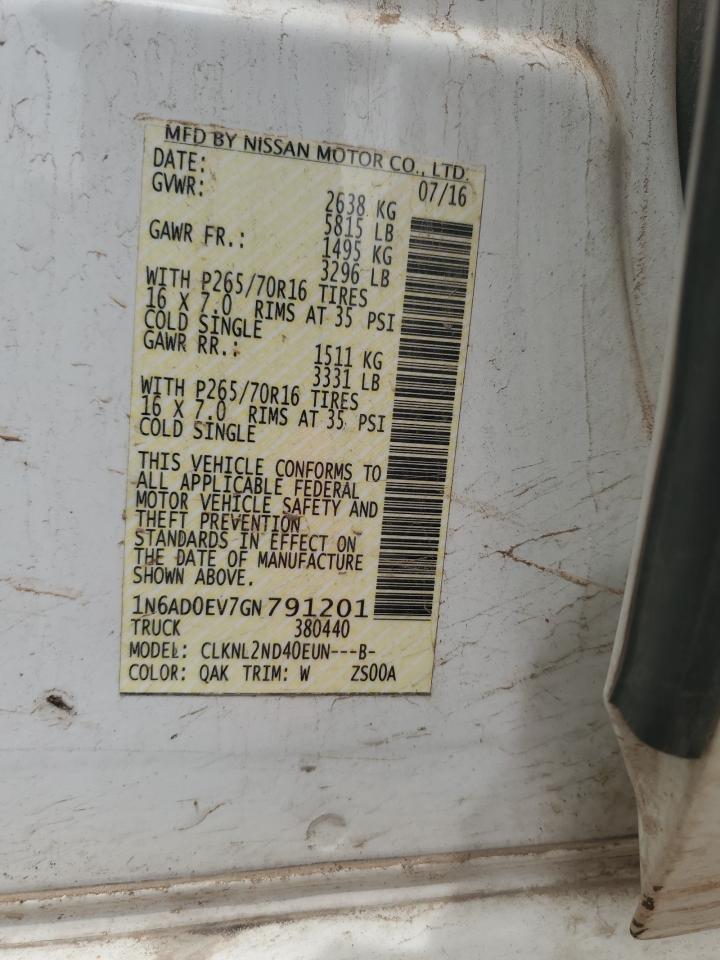 MFD BY NISSAN MOTOR CO., LTD.
DATE: 07/16
GVWR: 2638 KG
5815 LB
GAWR FR.: 1495 KG
3296 LB
WITH P265/70R16 TIRES
16 X 7.0 RIMS AT 35 PSI
COLD SINGLE
GAWR RR.: 1511 KG
3331 LB
WITH P265/70R16 TIRES
16 X 7.0 RIMS AT 35 PSI
COLD SINGLE
THIS VEHICLE CONFORMS TO
ALL APPLICABLE FEDERAL
MOTOR VEHICLE SAFETY AND
THEFT PREVENTION
STANDARDS IN EFFECT ON
THE DATE OF MANUFACTURE
SHOWN ABOVE.
1N6AD0EV7GN791201
TRUCK 380440
MODEL: CLKNL2ND40EUN---B-
COLOR: QAK TRIM: W ZS00A